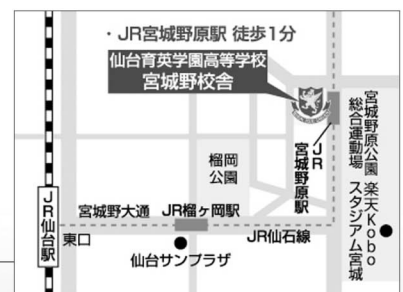 ・JR宮城野原駅 徒歩1分
仙台育英学園高等学校
宮城野校舎
宮城野原公園
総合運動場
楽天Kobo
スタジアム宮城
JR
宮城野原駅
榴岡
公園
宮城野大通
JR榴ヶ岡駅
JR仙石線
JR仙台駅
東口
仙台サンプラザ